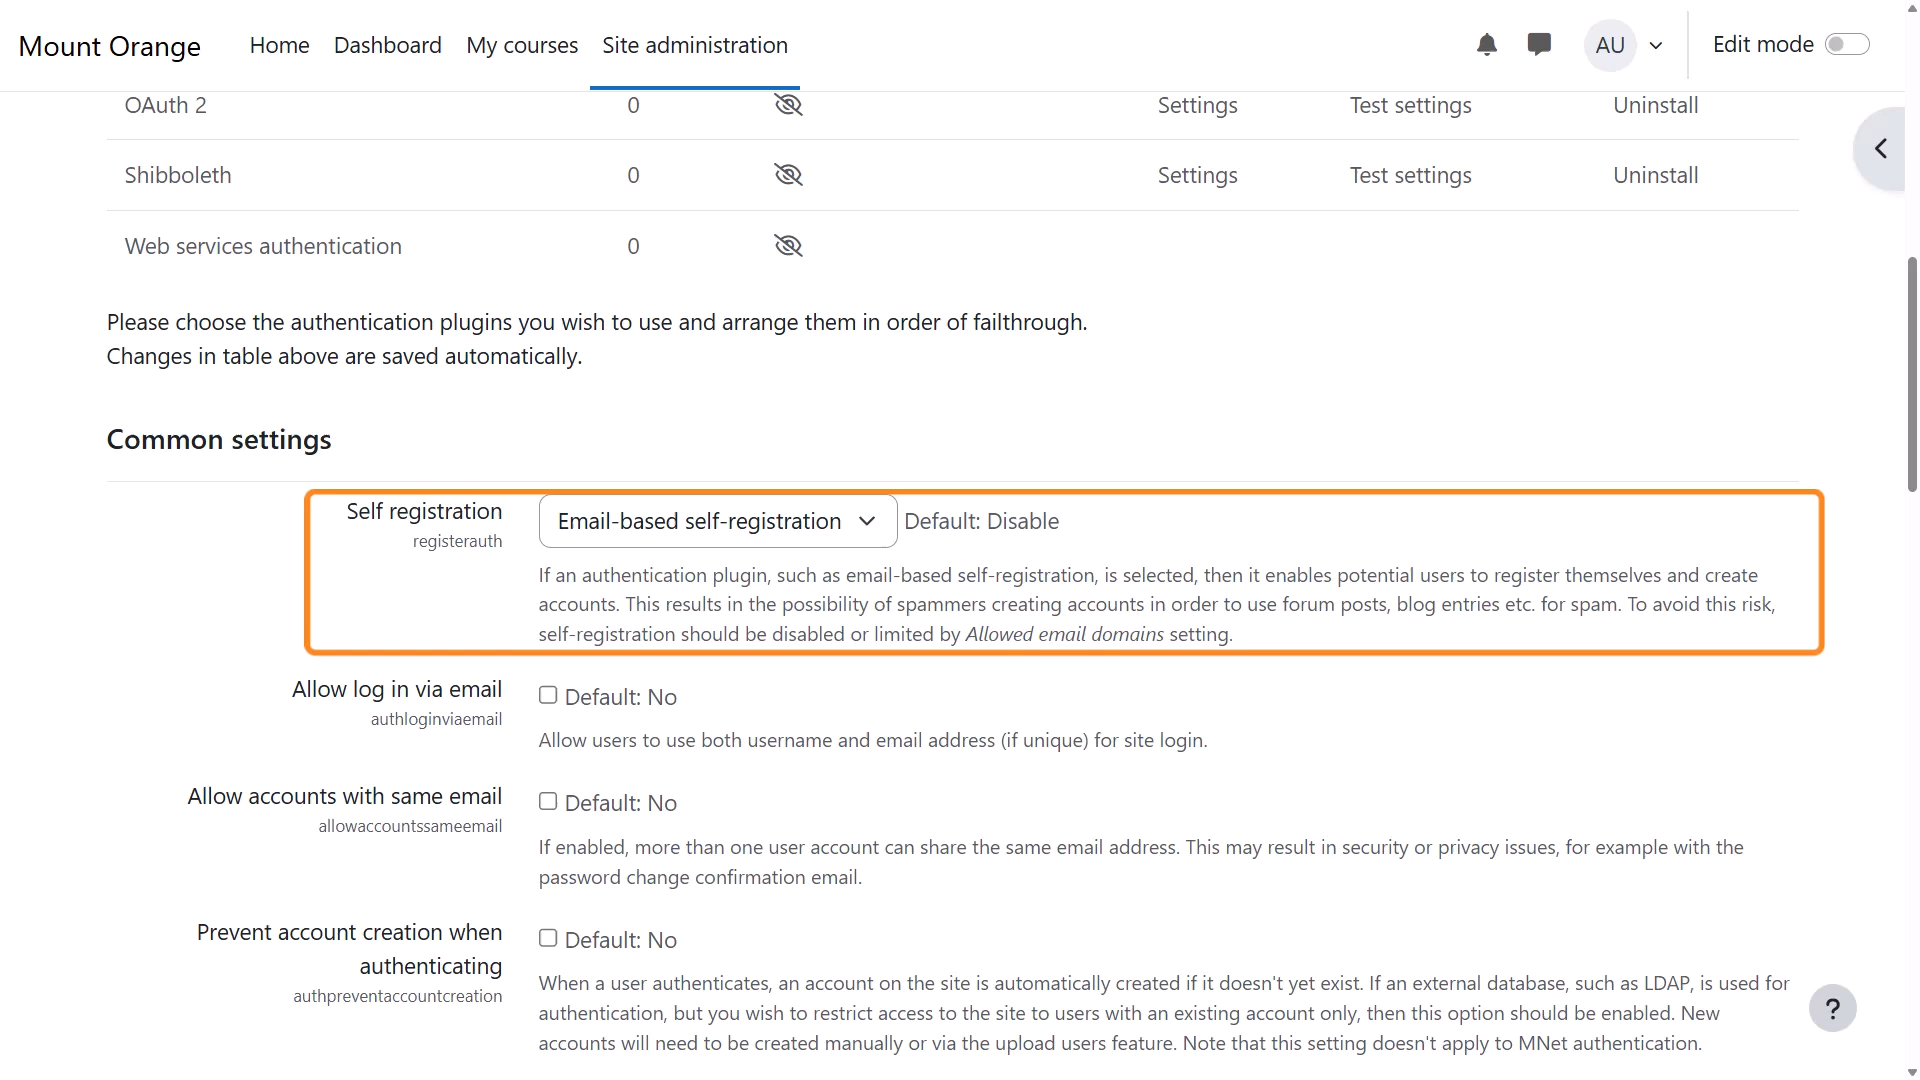 Mount Orange
Home
Dashboard
My courses
Site administration
AU
Edit mode
OAuth 2
0
Settings
Test settings
Uninstall
Shibboleth
0
Settings
Test settings
Uninstall
Web services authentication
0
Please choose the authentication plugins you wish to use and arrange them in order of failthrough.
Changes in table above are saved automatically.
Common settings
Self registration
registerauth
Email-based self-registration
Default: Disable
If an authentication plugin, such as email-based self-registration, is selected, then it enables potential users to register themselves and create
accounts. This results in the possibility of spammers creating accounts in order to use forum posts, blog entries etc. for spam. To avoid this risk,
self-registration should be disabled or limited by Allowed email domains setting.
Allow log in via email
authloginviaemail
Default: No
Allow users to use both username and email address (if unique) for site login.
Allow accounts with same email
allowaccountssameemail
Default: No
If enabled, more than one user account can share the same email address. This may result in security or privacy issues, for example with the
password change confirmation email.
Prevent account creation when
authenticating
authpreventaccountcreation
Default: No
When a user authenticates, an account on the site is automatically created if it doesn't yet exist. If an external database, such as LDAP, is used for
authentication, but you wish to restrict access to the site to users with an existing account only, then this option should be enabled. New
accounts will need to be created manually or via the upload users feature. Note that this setting doesn't apply to MNet authentication.
?